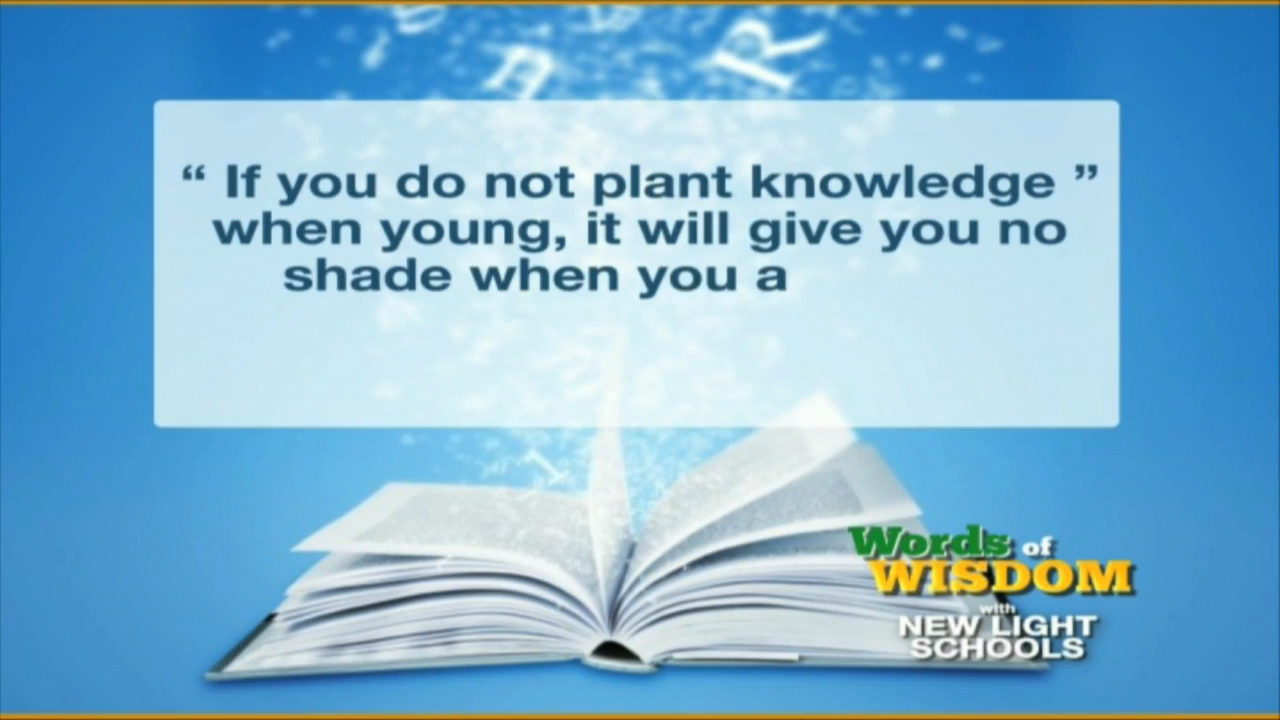 “ If you do not plant knowledge ”
when young, it will give you no
shade when you a
Words of
WISDOM
with
NEW LIGHT
SCHOOLS